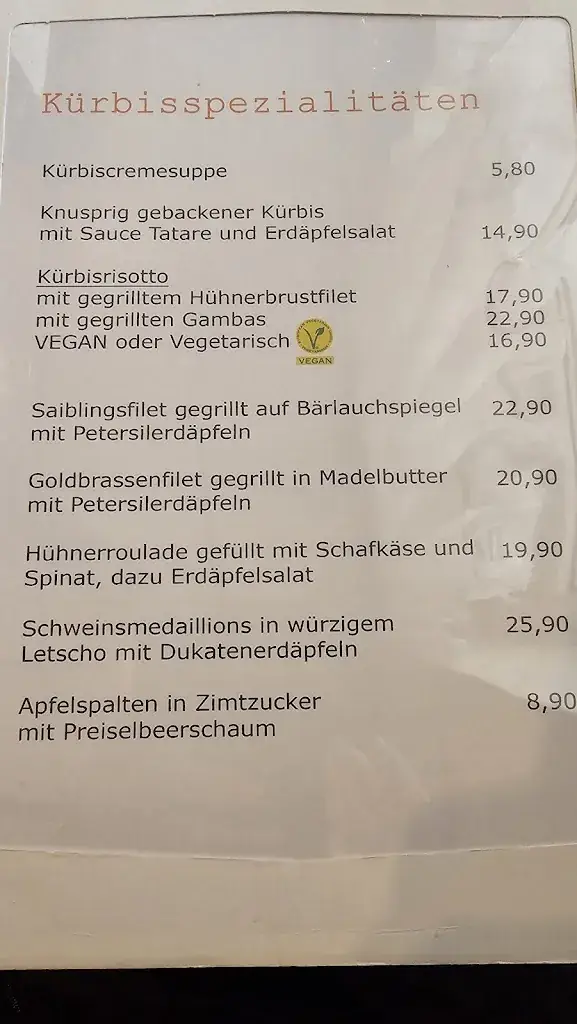 Kürbisspezialitäten
Kürbiscremesuppe 5,80
Knusprig gebackener Kürbis
mit Sauce Tatare und Erdäpfelsalat 14,90
Kürbisrisotto
mit gegrilltem Hühnerbrustfilet 17,90
mit gegrillten Gambas 22,90
VEGAN oder Vegetarisch 16,90
VEGAN
Saiblingsfilet gegrillt auf Bärlauchspiegel 22,90
mit Petersilerdäpfeln
Goldbrassenfilet gegrillt in Madelbutter 20,90
mit Petersilerdäpfeln
Hühnerroulade gefüllt mit Schafkäse und 19,90
Spinat, dazu Erdäpfelsalat
Schweinsmedaillions in würzigem 25,90
Letscho mit Dukatenerdäpfeln
Apfelspalten in Zimtzucker 8,90
mit Preiselbeerschaum